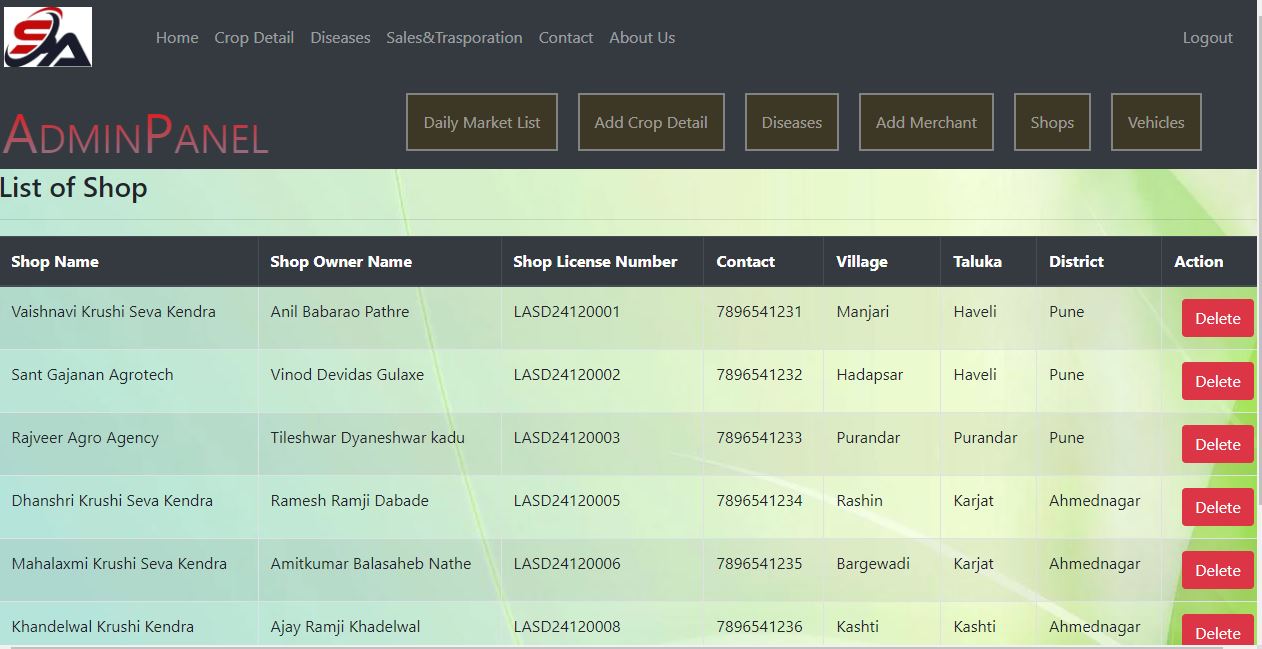 SA
Home Crop Detail Diseases Sales&Trasporation Contact About Us Logout
AdminPanel Daily Market List Add Crop Detail Diseases Add Merchant Shops Vehicles
List of Shop
Shop Name Shop Owner Name Shop License Number Contact Village Taluka District Action
Vaishnavi Krushi Seva Kendra Anil Babarao Pathre LASD24120001 7896541231 Manjari Haveli Pune Delete
Sant Gajanan Agrotech Vinod Devidas Gulaxe LASD24120002 7896541232 Hadapsar Haveli Pune Delete
Rajveer Agro Agency Tileshwar Dyaneshwar kadu LASD24120003 7896541233 Purandar Purandar Pune Delete
Dhanshri Krushi Seva Kendra Ramesh Ramji Dabade LASD24120005 7896541234 Rashin Karjat Ahmednagar Delete
Mahalaxmi Krushi Seva Kendra Amitkumar Balasaheb Nathe LASD24120006 7896541235 Bargewadi Karjat Ahmednagar Delete
Khandelwal Krushi Kendra Ajay Ramji Khadelwal LASD24120008 7896541236 Kashti Kashti Ahmednagar Delete